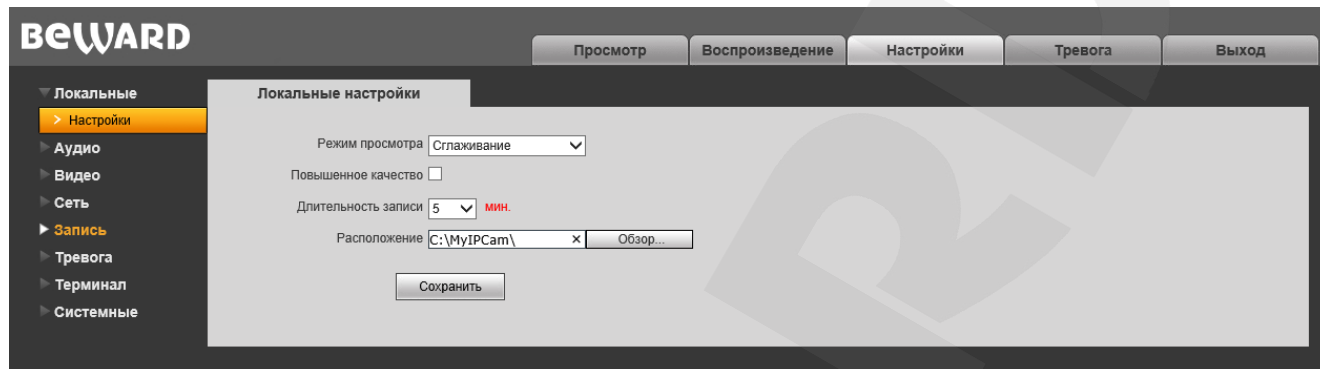 BEWARD
Просмотр Воспроизведение Настройки Тревога Выход
Локальные
> Настройки
Аудио
Видео
Сеть
Запись
Тревога
Терминал
Системные
Локальные настройки
Режим просмотра Сглаживание
Повышенное качество
Длительность записи 5 мин.
Расположение C:\MyIPCam\ × Обзор...
Сохранить